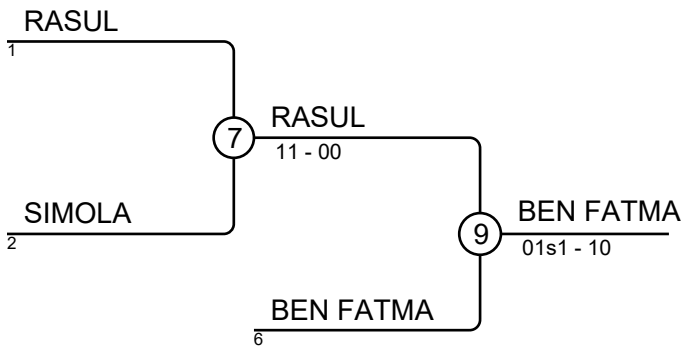 RASUL
1
7
RASUL
11 - 00
SIMOLA
2
9
BEN FATMA
01s1 - 10
BEN FATMA
6